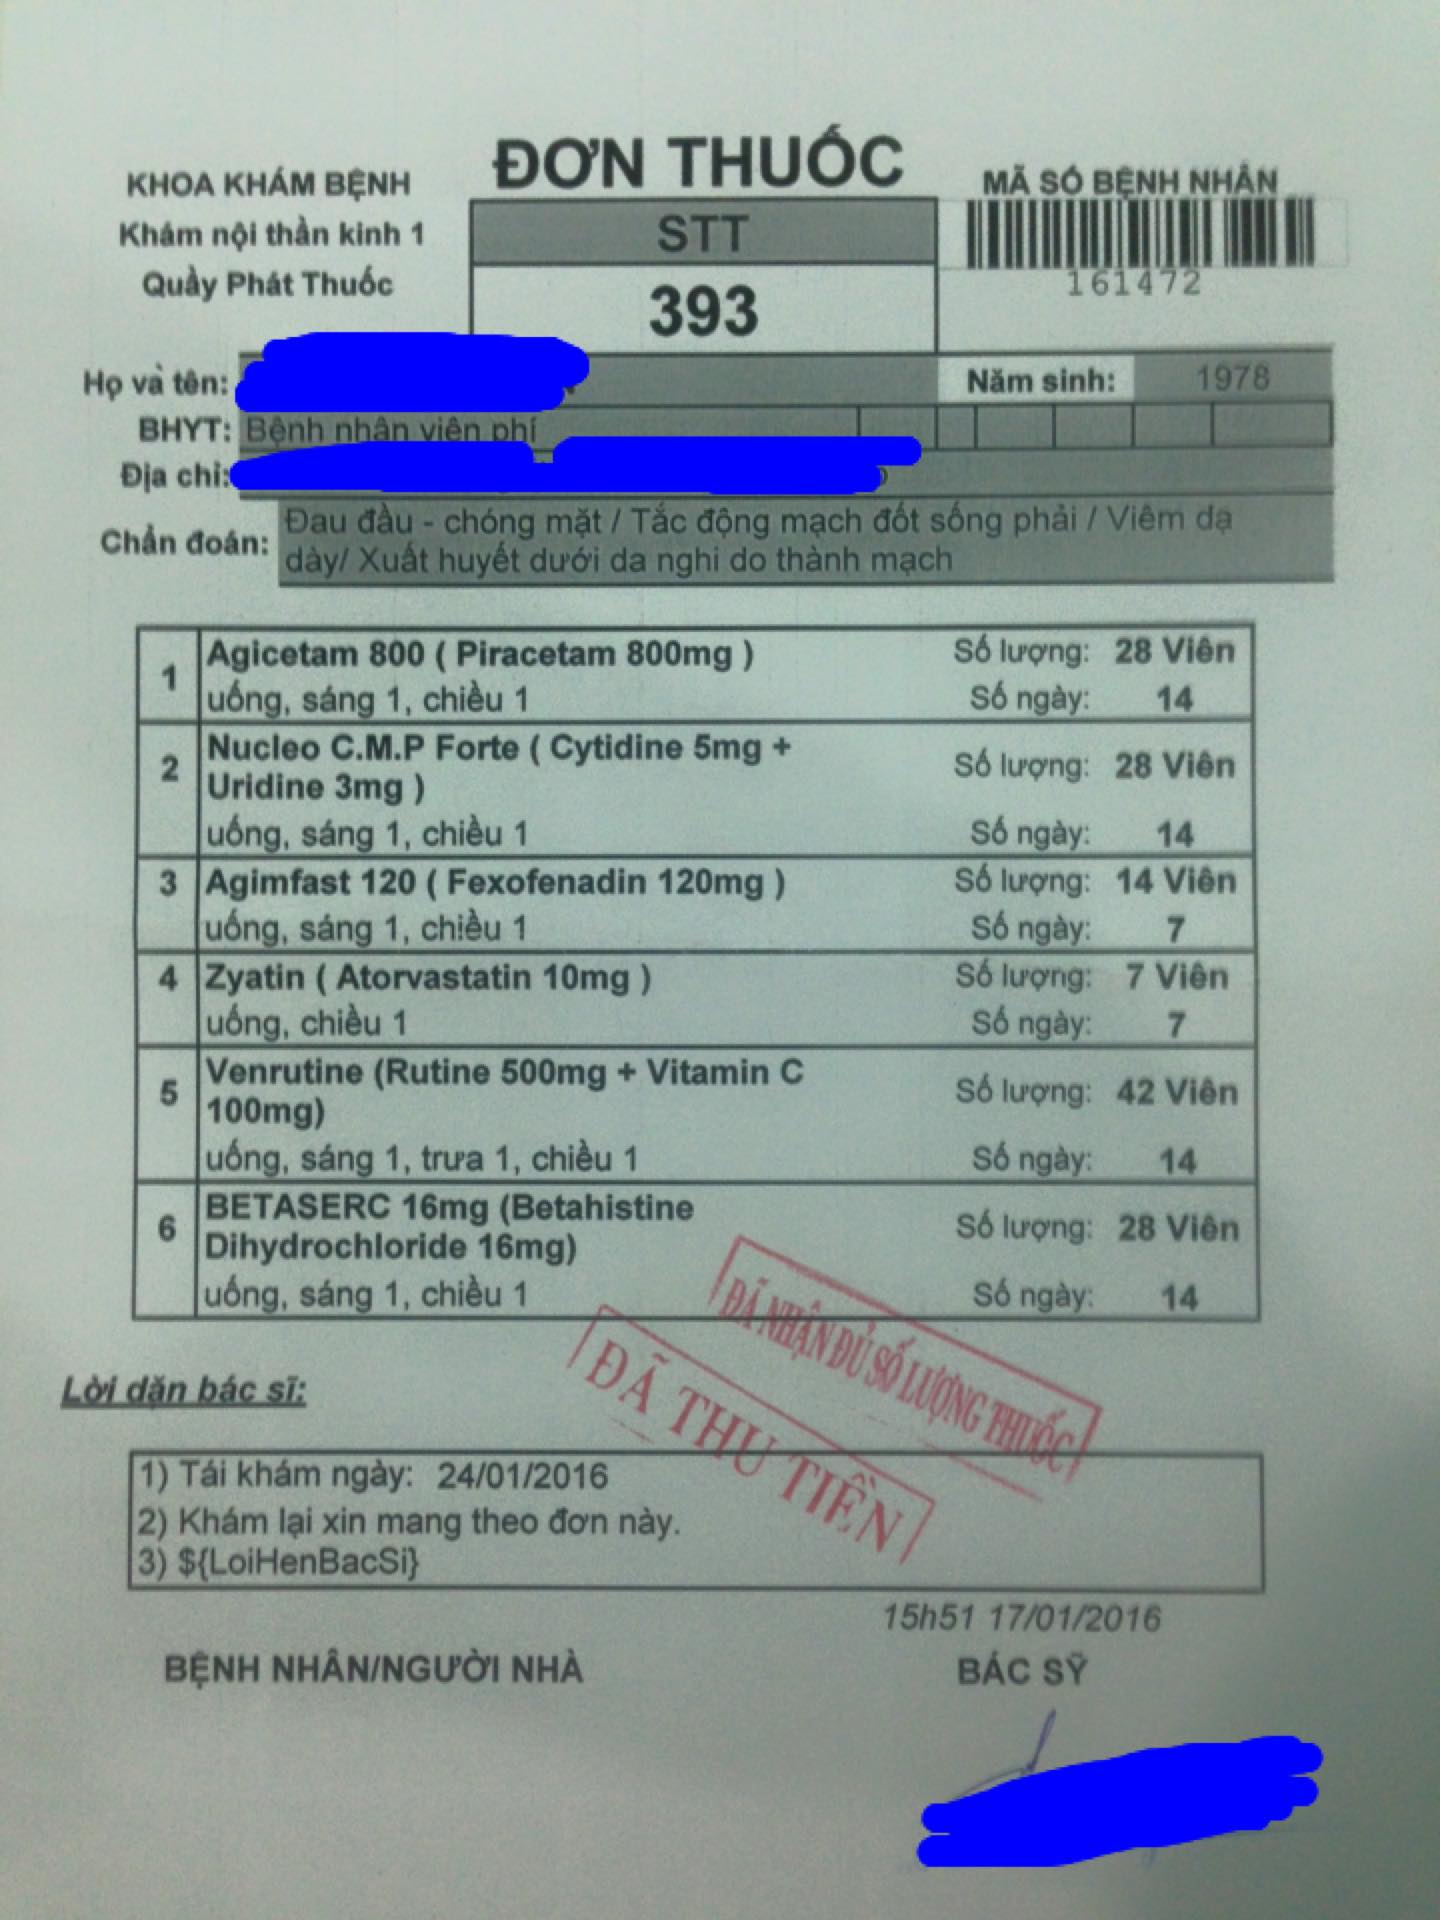 ĐƠN THUỐC
KHOA KHÁM BỆNH
Khám nội thần kinh 1
Quầy Phát Thuốc
STT
393
MÃ SỐ BỆNH NHÂN
161472
Họ và tên:
Năm sinh: 1978
BHYT: Bệnh nhân viên phí
Địa chỉ:
Chẩn đoán: Đau đầu - chóng mặt / Tắc động mạch đốt sống phải / Viêm dạ
dày/ Xuất huyết dưới da nghi do thành mạch
1 Agicetam 800 ( Piracetam 800mg ) Số lượng: 28 Viên
uống, sáng 1, chiều 1 Số ngày: 14
2 Nucleo C.M.P Forte ( Cytidine 5mg +
Uridine 3mg ) Số lượng: 28 Viên
uống, sáng 1, chiều 1 Số ngày: 14
3 Agimfast 120 ( Fexofenadin 120mg ) Số lượng: 14 Viên
uống, sáng 1, chiều 1 Số ngày: 7
4 Zyatin ( Atorvastatin 10mg ) Số lượng: 7 Viên
uống, chiều 1 Số ngày: 7
5 Venrutine (Rutine 500mg + Vitamin C
100mg) Số lượng: 42 Viên
uống, sáng 1, trưa 1, chiều 1 Số ngày: 14
6 BETASERC 16mg (Betahistine
Dihydrochloride 16mg) Số lượng: 28 Viên
uống, sáng 1, chiều 1 Số ngày: 14
ĐÃ NHẬN ĐỦ SỐ LƯỢNG THUỐC
ĐÃ THU TIỀN
Lời dặn bác sĩ:
1) Tái khám ngày: 24/01/2016
2) Khám lại xin mang theo đơn này.
3) ${LoiHenBacSi}
15h51 17/01/2016
BỆNH NHÂN/NGƯỜI NHÀ
BÁC SỸ